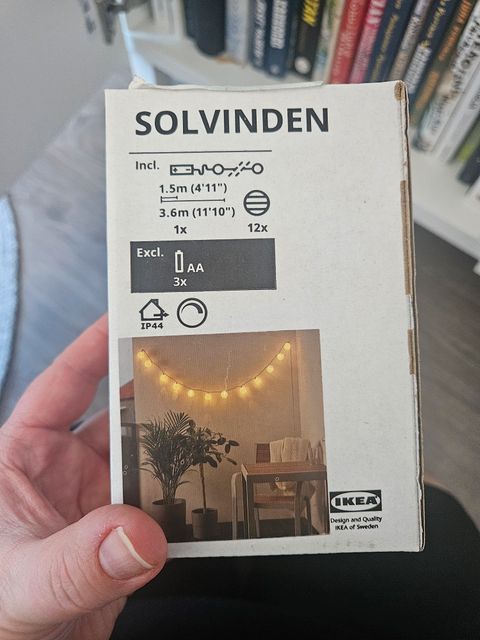 SOLVINDEN
Incl.
1.5m (4'11")
3.6m (11'10")
1x
12x
Excl.
AA
3x
IP44
IKEA
Design and Quality
IKEA of Sweden